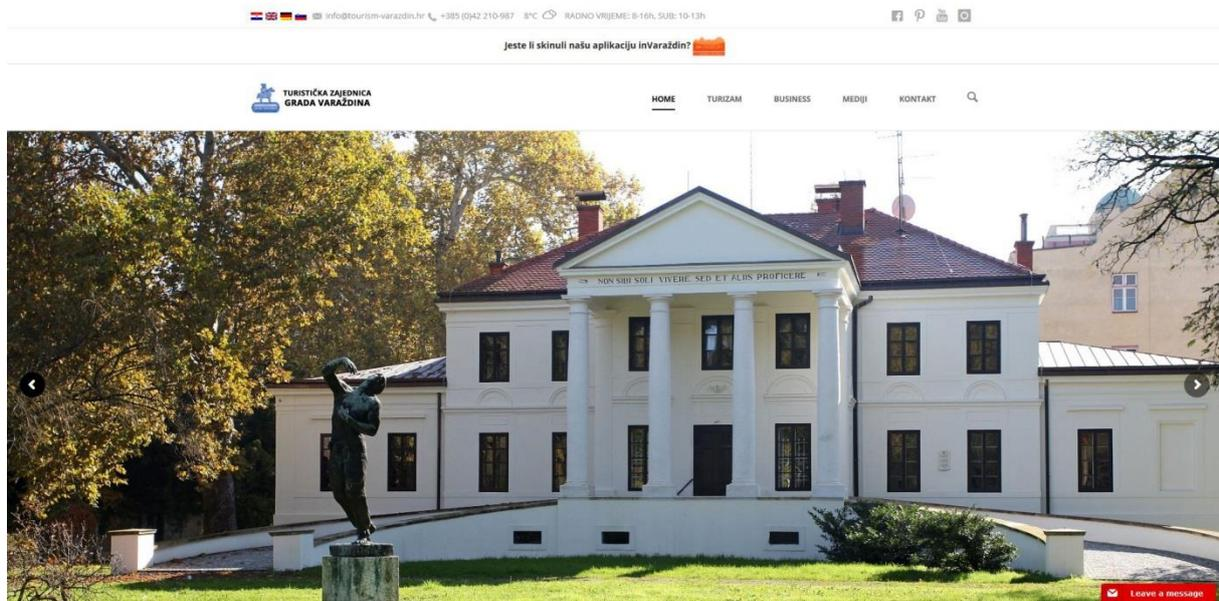 info@tourism-varazdin.hr +385 (0)42 210-987 8°C RADNO VRIJEME: 8-16h, SUB: 10-13h
Jeste li skinuli našu aplikaciju inVaraždin?
TURISTIČKA ZAJEDNICA
GRADA VARAŽDINA
HOME TURIZAM BUSINESS MEDIJI KONTAKT
NON SIBI SOLI VIVERE SED ET ALIIS PROFICERE
Leave a message